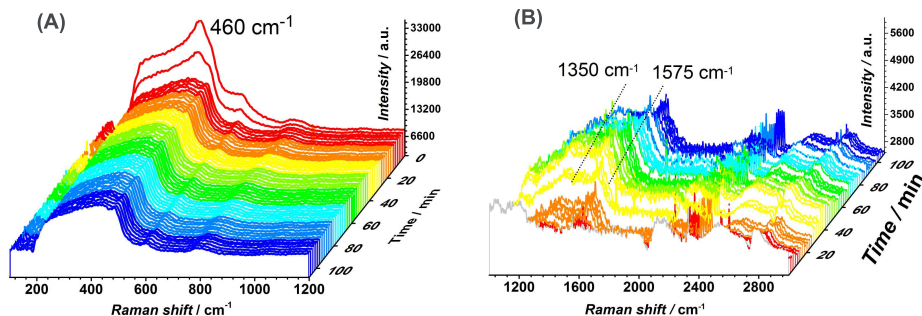 (A)
460 cm-1
33000
26400
19800
13200
6600
Intensity / a.u.
0
20
40
60
80
100
Time / min
200
400
600
800
1000
1200
Raman shift / cm-1
(B)
1350 cm-1
1575 cm-1
5600
4900
4200
3500
2800
Intensity / a.u.
100
80
60
40
20
Time / min
1200
1600
2000
2400
2800
Raman shift / cm-1